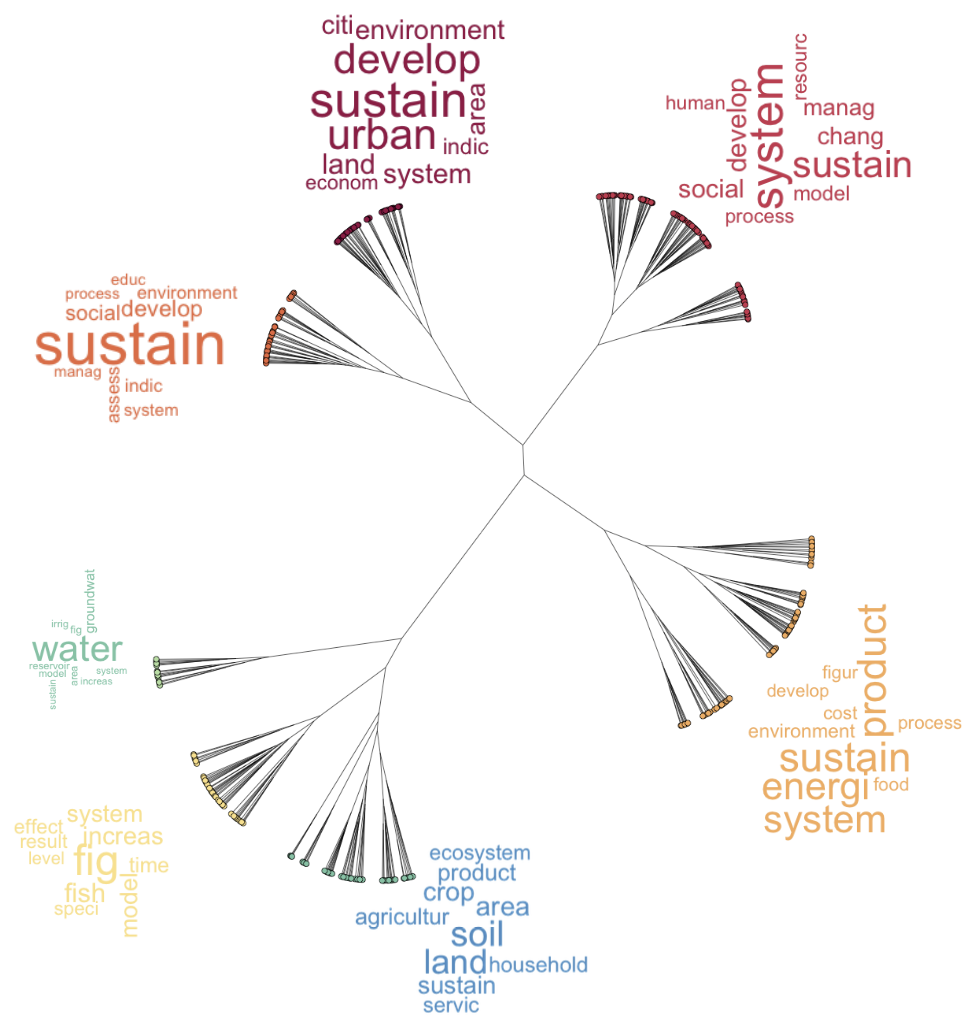 citi environment
develop
sustain
area
urban
indic
land
econom system
resourc
human
develop
system
manag
chang
sustain
social
model
process
educ
process environment
social develop
sustain
manag
assess
indic
system
groundwat
irrig
fig
water
reservoir
model
area
system
sustain
increas
product
figur
develop
cost
process
environment
sustain
energi food
system
system
effect
increas
result
level
fig
time
fish
model
speci
ecosystem
product
crop
area
agricultur
soil
land household
sustain
servic